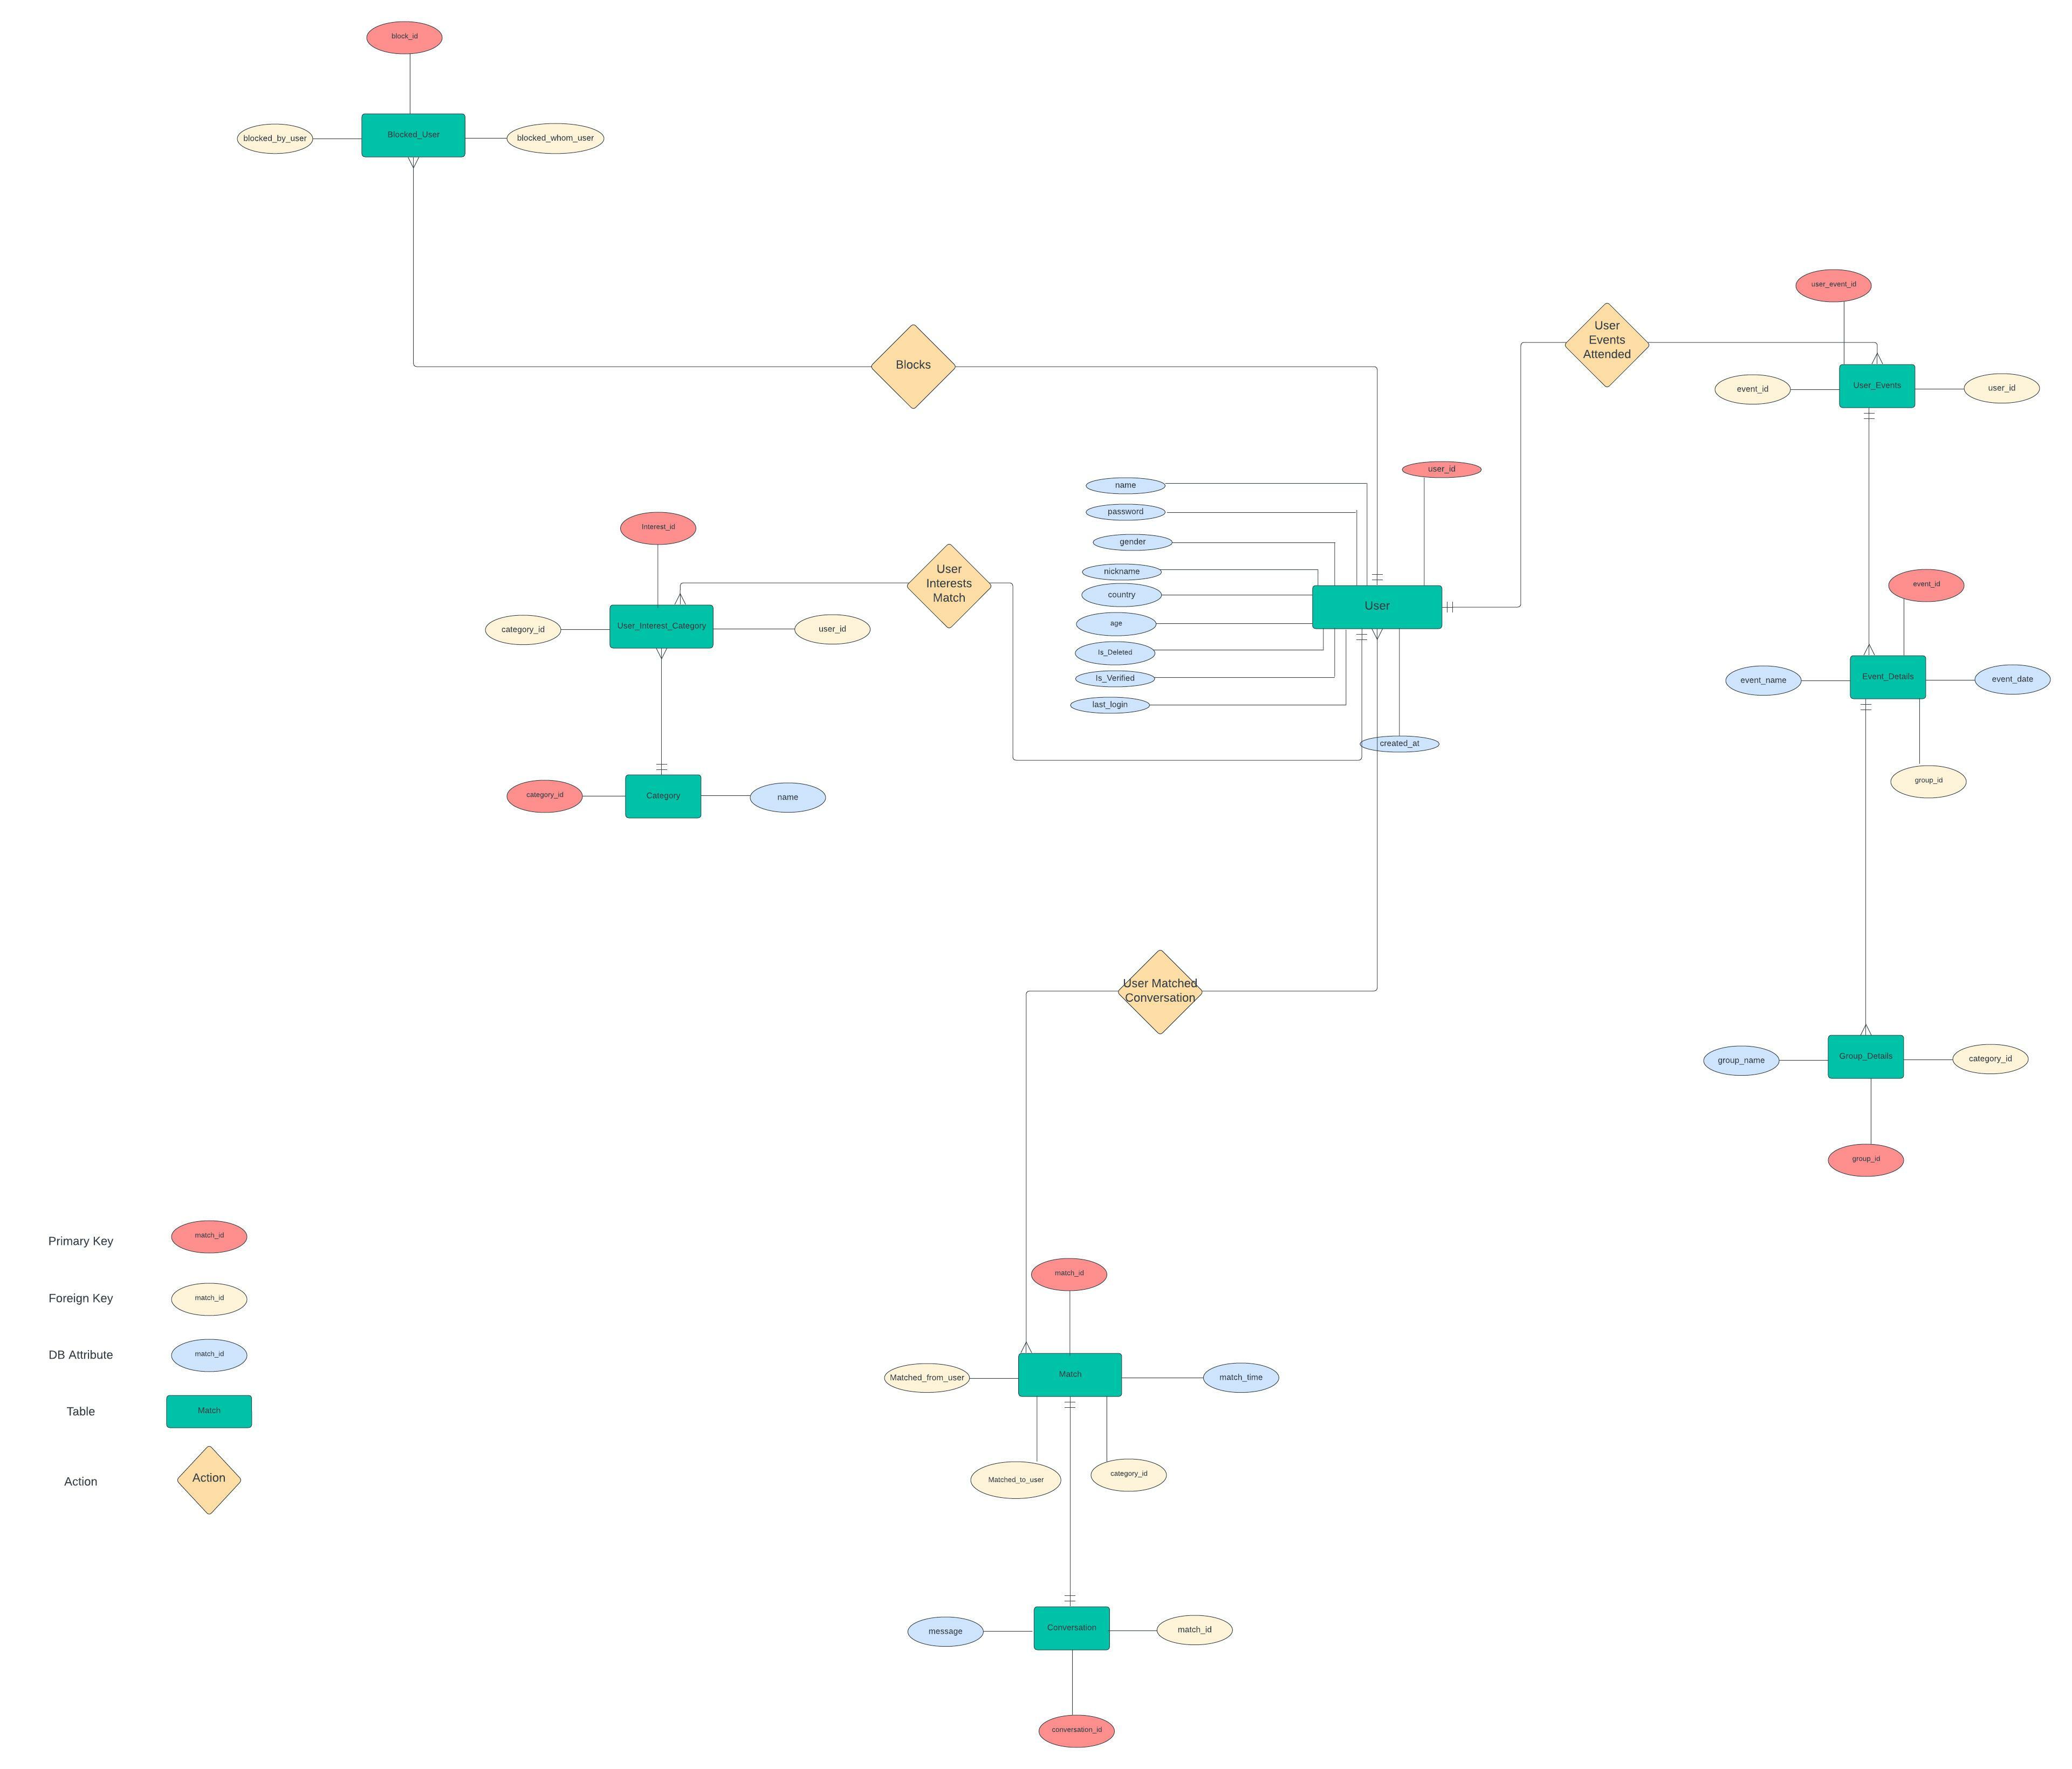 block_id
blocked_by_user
Blocked_User
blocked_whom_user
Blocks
User
Events
Attended
user_event_id
event_id
User_Events
user_id
user_id
name
password
gender
nickname
country
age
Is_Deleted
Is_Verified
last_login
created_at
User
User
Interests
Match
Interest_id
category_id
User_Interest_Category
user_id
category_id
Category
name
event_id
event_name
Event_Details
event_date
group_id
User Matched
Conversation
group_name
Group_Details
category_id
group_id
Primary Key
match_id
Foreign Key
match_id
DB Attribute
match_id
Table
Match
Action
Action
match_id
Matched_from_user
Match
match_time
Matched_to_user
category_id
message
Conversation
match_id
conversation_id